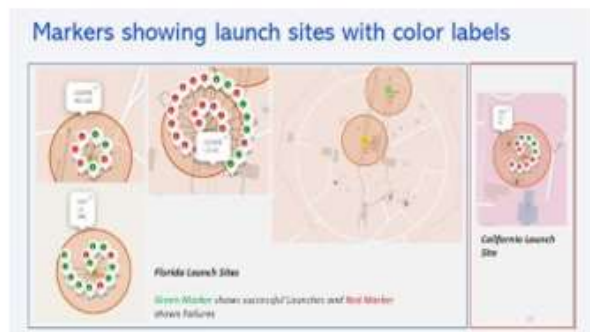 Markers showing launch sites with color labels
California Launch
Site
Florida Launch Sites
Green Marker shows successful Launches and Red Marker
shows Failures